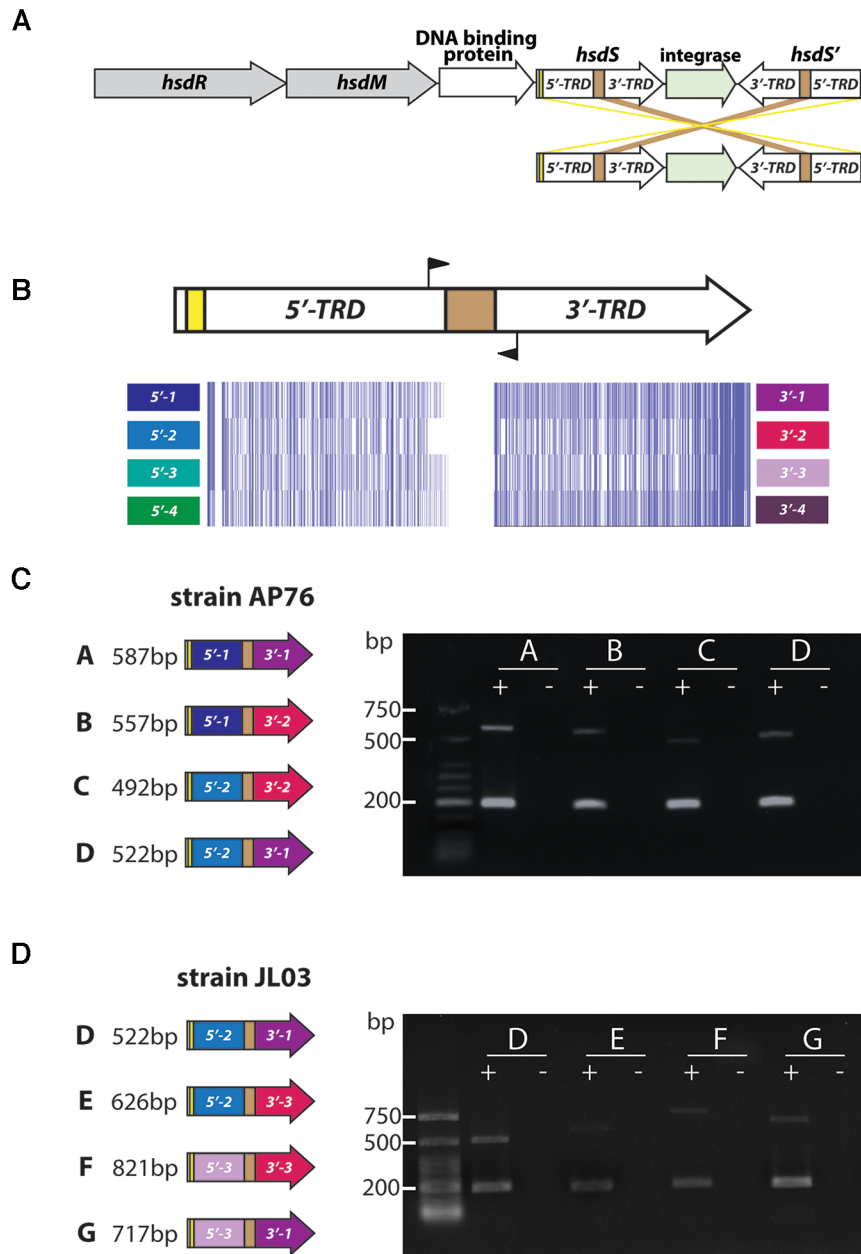 A
DNA binding protein
hsdS
integrase
hsdS'
hsdR
hsdM
5'-TRD
3'-TRD
3'-TRD
5'-TRD
5'-TRD
3'-TRD
3'-TRD
5'-TRD
B
5'-TRD
3'-TRD
5'-1
3'-1
5'-2
3'-2
5'-3
3'-3
5'-4
3'-4
C
strain AP76
A 587bp 5'-1 3'-1
B 557bp 5'-1 3'-2
C 492bp 5'-2 3'-2
D 522bp 5'-2 3'-1
bp
A B C D
+ - + - + - + -
750
500
200
D
strain JL03
D 522bp 5'-2 3'-1
E 626bp 5'-2 3'-3
F 821bp 5'-3 3'-3
G 717bp 5'-3 3'-1
bp
D E F G
+ - + - + - + -
750
500
200